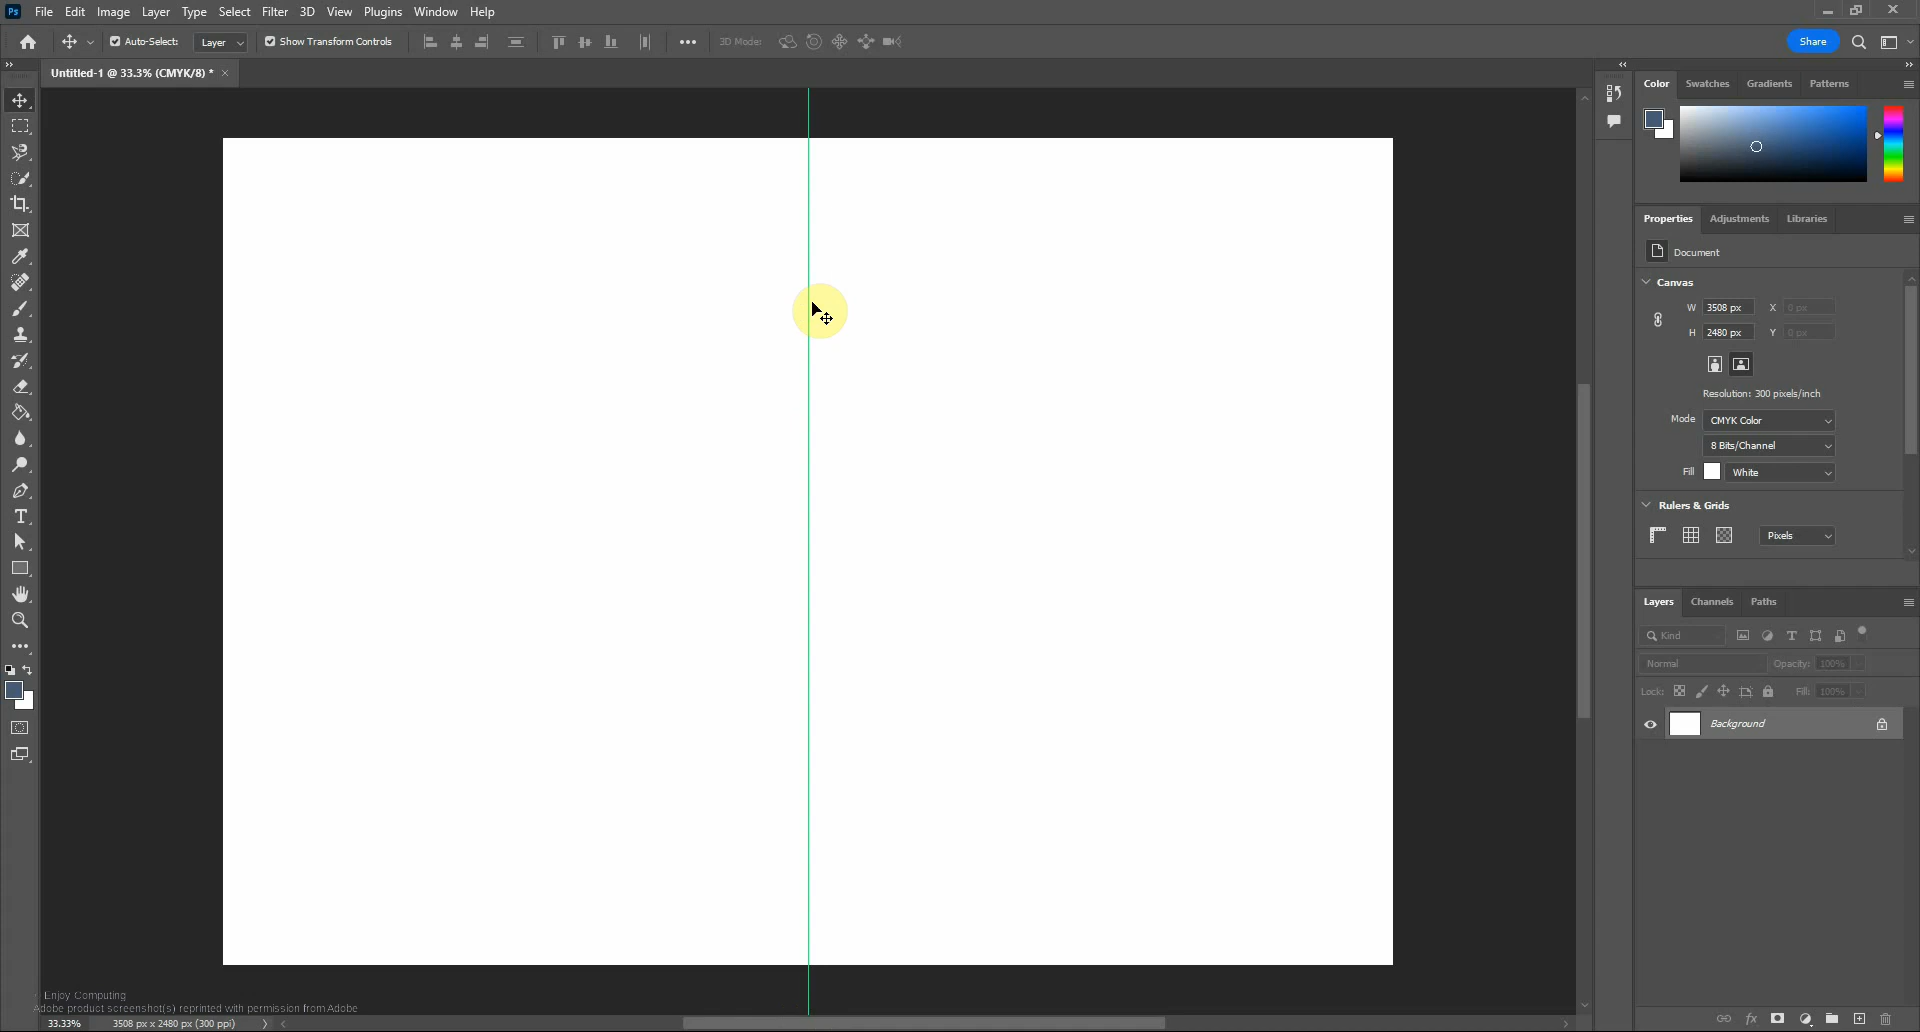 Ps File Edit Image Layer Type Select Filter 3D View Plugins Window Help
Auto-Select: Layer Show Transform Controls 3D Mode: Share
Untitled-1 @ 33.3% (CMYK/8) *
Color Swatches Gradients Patterns
Properties Adjustments Libraries
Document
Canvas
W 3508 px X 0 px
H 2480 px Y 0 px
Resolution: 300 pixels/inch
Mode CMYK Color
8 Bits/Channel
Fill White
Rulers & Grids
Pixels
Layers Channels Paths
Kind
Normal Opacity: 100%
Lock: Fill: 100%
Background
Enjoy Computing
Adobe product screenshot(s) reprinted with permission from Adobe
33.33% 3508 px x 2480 px (300 ppi)